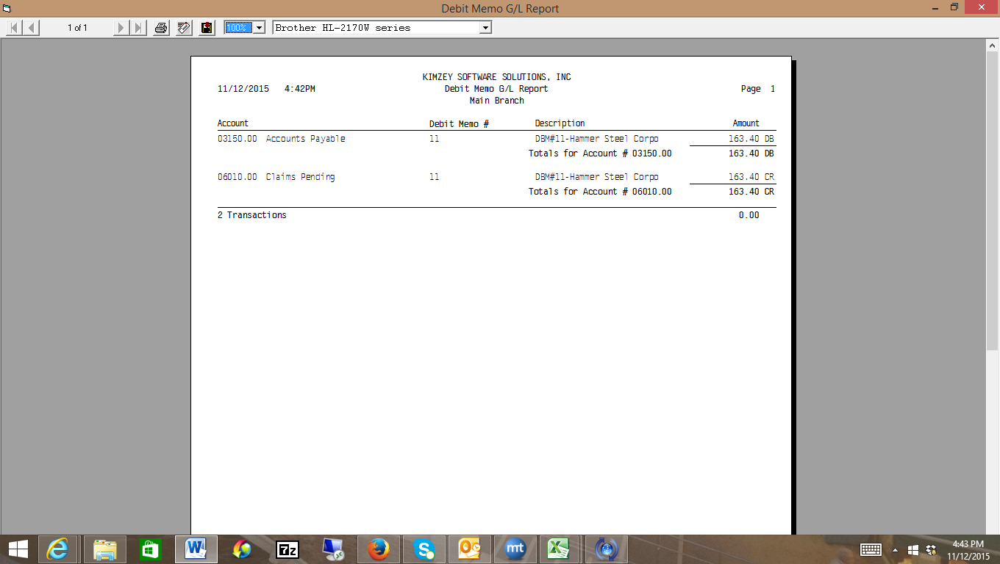 Debit Memo G/L Report
1 of 1 100% Brother HL-2170W series
KIMZEY SOFTWARE SOLUTIONS, INC
11/12/2015 4:42PM Debit Memo G/L Report Page 1
Main Branch
Account Debit Memo # Description Amount
03150.00 Accounts Payable 11 DBM#11-Hammer Steel Corpo 163.40 DB
Totals for Account # 03150.00 163.40 DB
06010.00 Claims Pending 11 DBM#11-Hammer Steel Corpo 163.40 CR
Totals for Account # 06010.00 163.40 CR
2 Transactions 0.00
7z mt 4:43 PM
11/12/2015